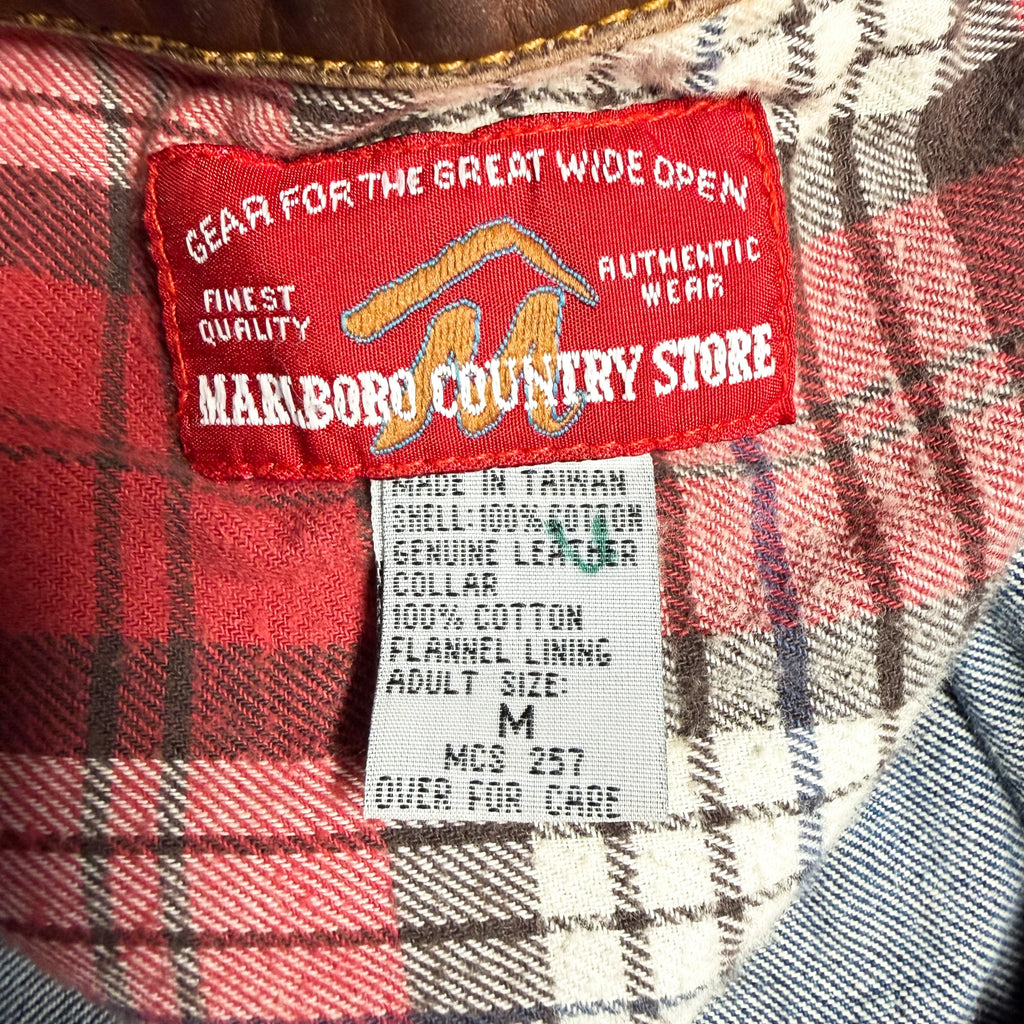 GEAR FOR THE GREAT WIDE OPEN
FINEST
QUALITY
AUTHENTIC
WEAR
M
MARLBORO COUNTRY STORE
MADE IN TAIWAN
SHELL: 100% COTTON
GENUINE LEATHER
COLLAR
100% COTTON
FLANNEL LINING
ADULT SIZE:
M
MCS 257
OVER FOR CARE